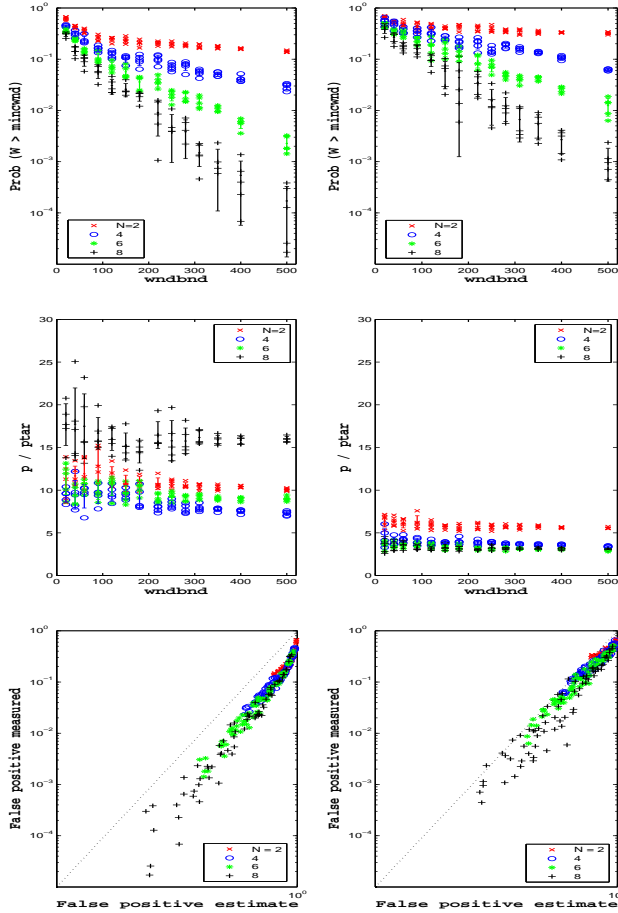 10^0
10^-1
10^-2
10^-3
10^-4
Prob (W > mincwnd)
0 100 200 300 400 500
wndbnd
N=2
4
6
8
10^0
10^-1
10^-2
10^-3
10^-4
Prob (W > mincwnd)
0 100 200 300 400 500
wndbnd
N=2
4
6
8
30
25
20
15
10
5
0
p / ptar
0 100 200 300 400 500
wndbnd
N=2
4
6
8
30
25
20
15
10
5
0
p / ptar
0 100 200 300 400 500
wndbnd
N=2
4
6
8
10^0
10^-1
10^-2
10^-3
10^-4
False positive measured
10^0
False positive estimate
N = 2
4
6
8
10^0
10^-1
10^-2
10^-3
10^-4
False positive measured
10
False positive estimate
N = 2
4
6
8